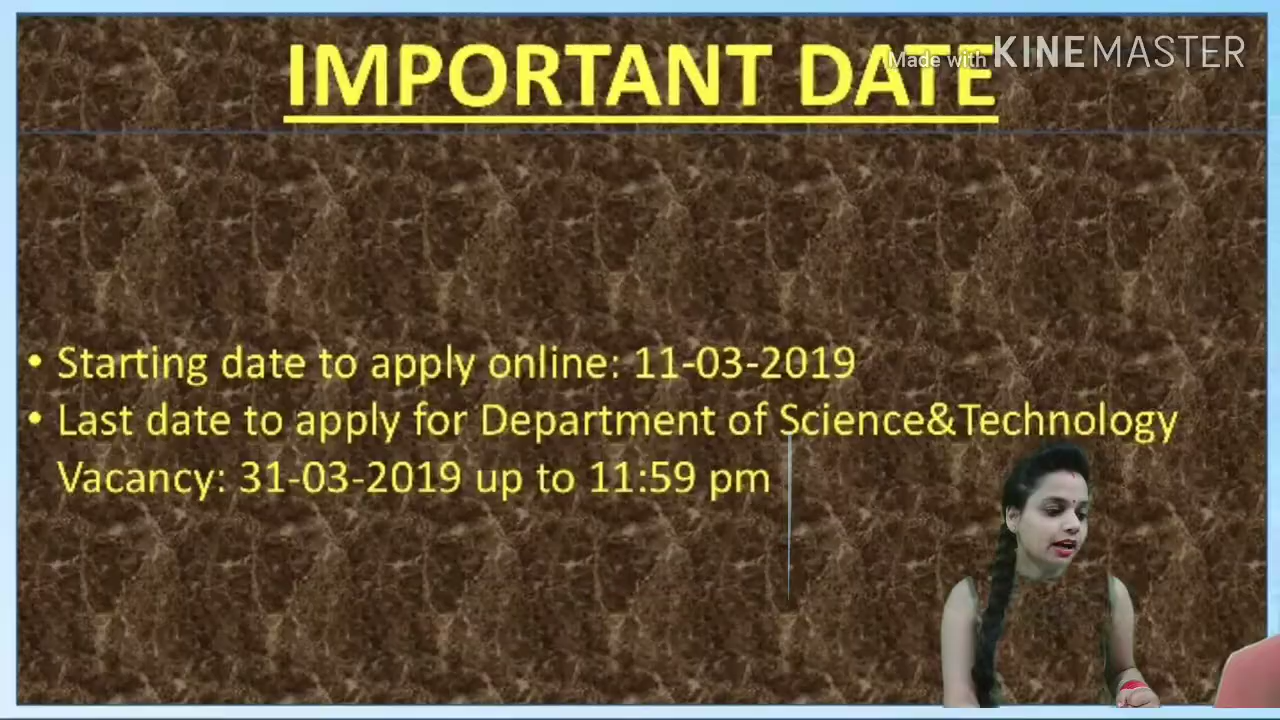 IMPORTANT DATE
Made with KINEMASTER
• Starting date to apply online: 11-03-2019
• Last date to apply for Department of Science&Technology
Vacancy: 31-03-2019 up to 11:59 pm